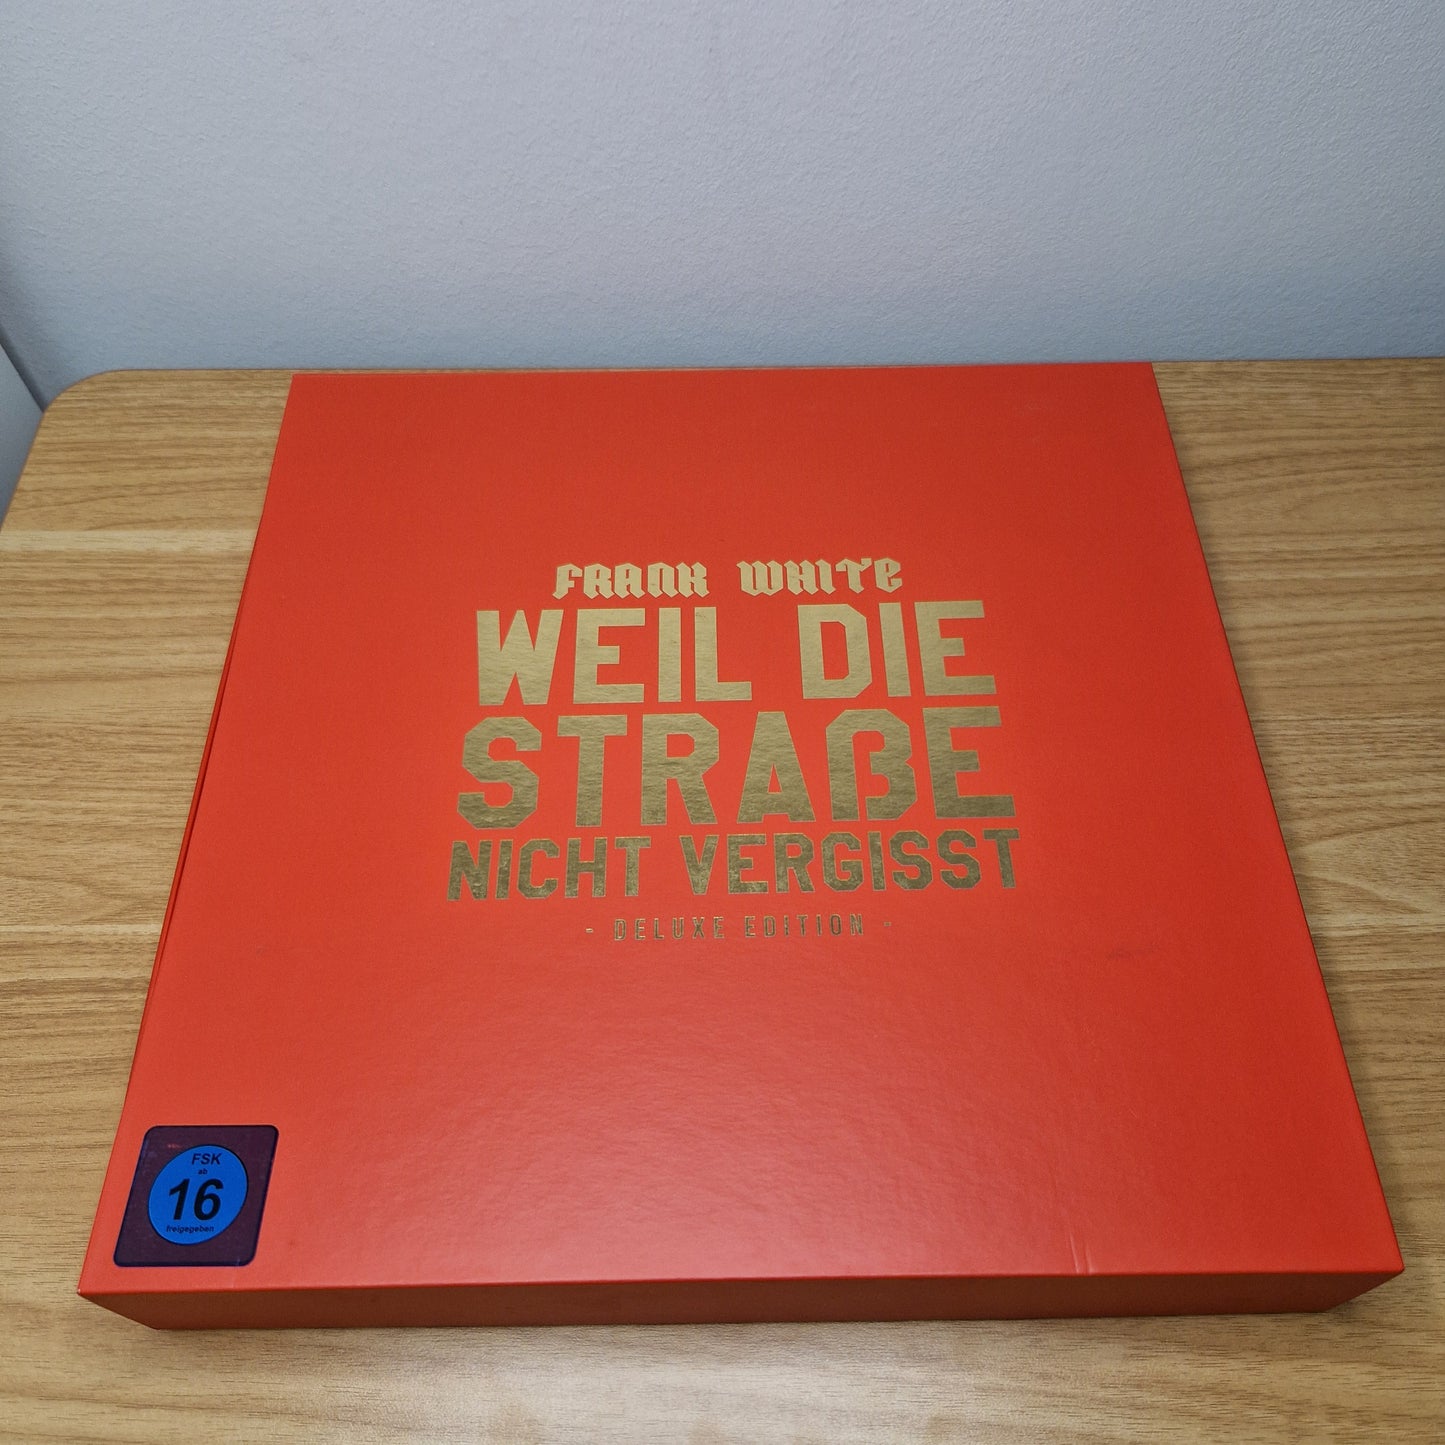 FRANK WHITE
WEIL DIE
STRAẞE
NICHT VERGISST
- DELUXE EDITION -
FSK
ab
16
freigegeben